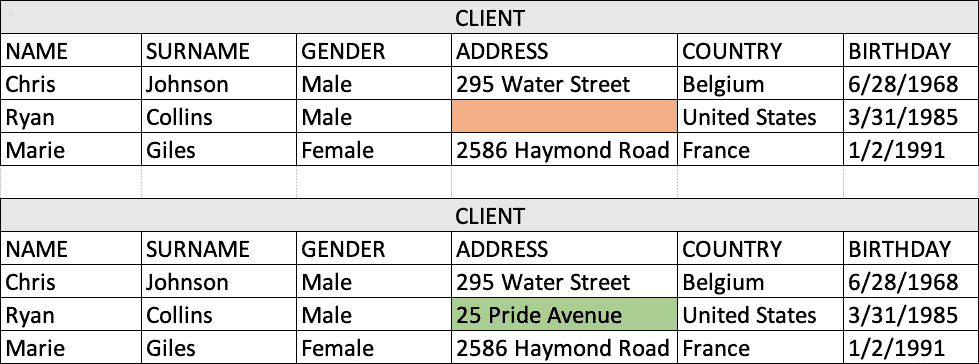 CLIENT
NAME SURNAME GENDER ADDRESS COUNTRY BIRTHDAY
Chris Johnson Male 295 Water Street Belgium 6/28/1968
Ryan Collins Male United States 3/31/1985
Marie Giles Female 2586 Haymond Road France 1/2/1991
CLIENT
NAME SURNAME GENDER ADDRESS COUNTRY BIRTHDAY
Chris Johnson Male 295 Water Street Belgium 6/28/1968
Ryan Collins Male 25 Pride Avenue United States 3/31/1985
Marie Giles Female 2586 Haymond Road France 1/2/1991